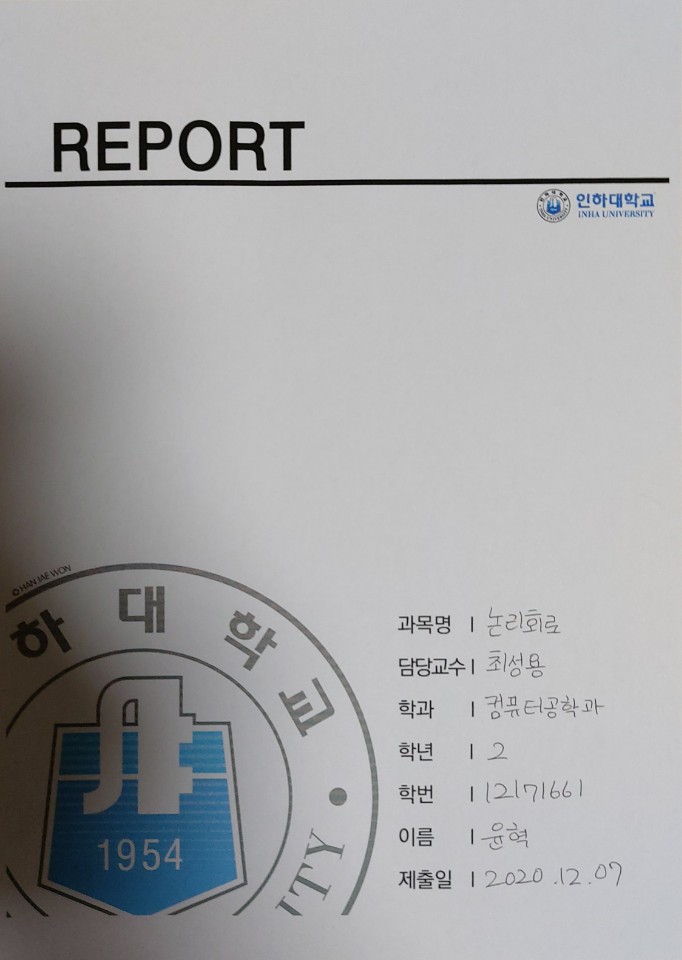 REPORT
인하대학교
INHA UNIVERSITY
© HAN JAE WON
하 대 학 교 •
ITY
1954
과목명 | 논리회로
담당교수 | 최성용
학과 | 컴퓨터공학과
학년 | 2
학번 | 12171661
이름 | 윤혁
제출일 | 2020.12.07